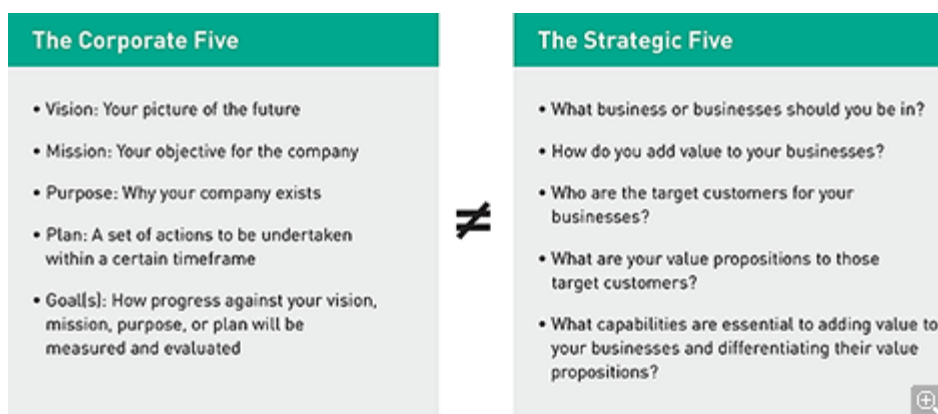 The Corporate Five
• Vision: Your picture of the future
• Mission: Your objective for the company
• Purpose: Why your company exists
• Plan: A set of actions to be undertaken
within a certain timeframe
• Goal(s): How progress against your vision,
mission, purpose, or plan will be
measured and evaluated
≠
The Strategic Five
• What business or businesses should you be in?
• How do you add value to your businesses?
• Who are the target customers for your
businesses?
• What are your value propositions to those
target customers?
• What capabilities are essential to adding value to
your businesses and differentiating their value
propositions?